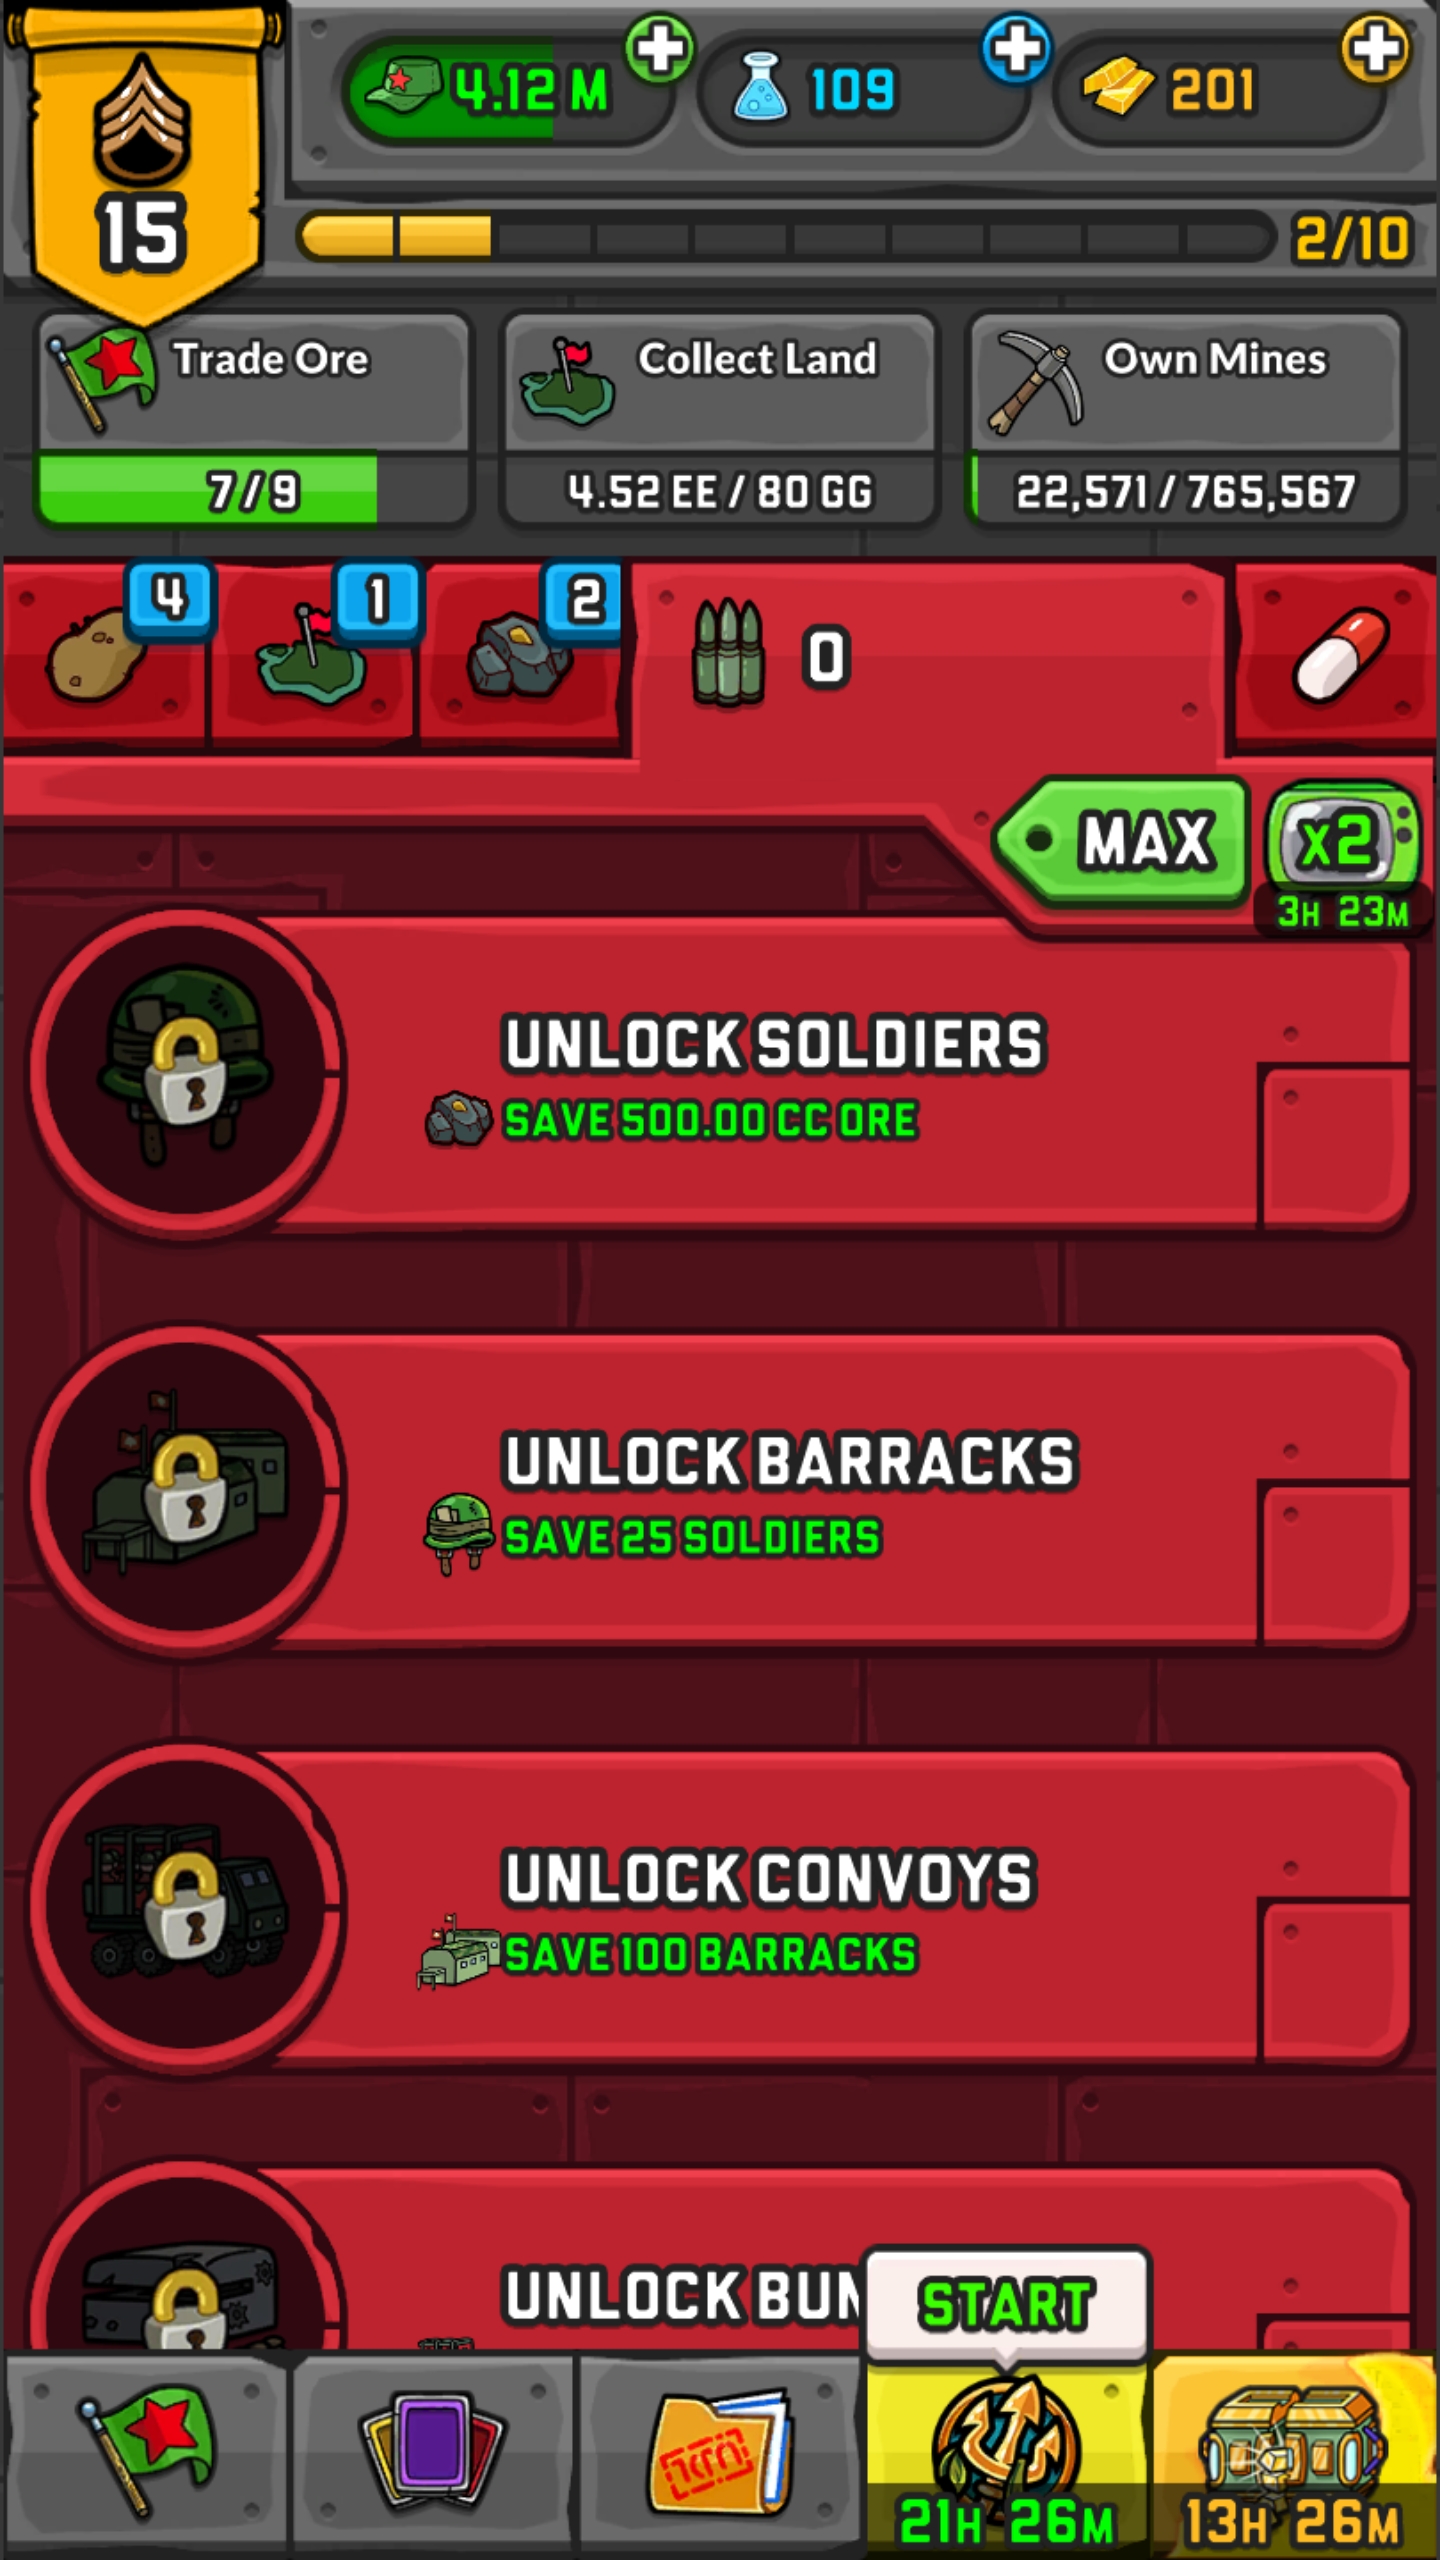 4.12 M
109
201
15
2/10
Trade Ore
Collect Land
Own Mines
7/9
4.52 EE / 80 GG
22,571 / 765,567
4
1
2
0
MAX
x2
3H 23M
UNLOCK SOLDIERS
SAVE 500.00 CC ORE
UNLOCK BARRACKS
SAVE 25 SOLDIERS
UNLOCK CONVOYS
SAVE 100 BARRACKS
UNLOCK BUN
START
21H 26M
13H 26M